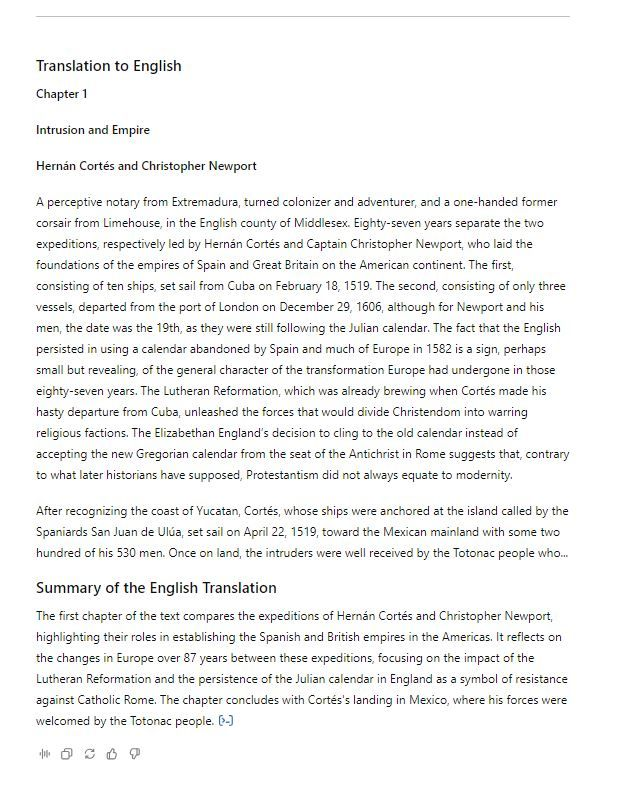 Translation to English
Chapter 1
Intrusion and Empire
Hernán Cortés and Christopher Newport
A perceptive notary from Extremadura, turned colonizer and adventurer, and a one-handed former
corsair from Limehouse, in the English county of Middlesex. Eighty-seven years separate the two
expeditions, respectively led by Hernán Cortés and Captain Christopher Newport, who laid the
foundations of the empires of Spain and Great Britain on the American continent. The first,
consisting of ten ships, set sail from Cuba on February 18, 1519. The second, consisting of only three
vessels, departed from the port of London on December 29, 1606, although for Newport and his
men, the date was the 19th, as they were still following the Julian calendar. The fact that the English
persisted in using a calendar abandoned by Spain and much of Europe in 1582 is a sign, perhaps
small but revealing, of the general character of the transformation Europe had undergone in those
eighty-seven years. The Lutheran Reformation, which was already brewing when Cortés made his
hasty departure from Cuba, unleashed the forces that would divide Christendom into warring
religious factions. The Elizabethan England's decision to cling to the old calendar instead of
accepting the new Gregorian calendar from the seat of the Antichrist in Rome suggests that, contrary
to what later historians have supposed, Protestantism did not always equate to modernity.
After recognizing the coast of Yucatan, Cortés, whose ships were anchored at the island called by the
Spaniards San Juan de Ulúa, set sail on April 22, 1519, toward the Mexican mainland with some two
hundred of his 530 men. Once on land, the intruders were well received by the Totonac people who...
Summary of the English Translation
The first chapter of the text compares the expeditions of Hernán Cortés and Christopher Newport,
highlighting their roles in establishing the Spanish and British empires in the Americas. It reflects on
the changes in Europe over 87 years between these expeditions, focusing on the impact of the
Lutheran Reformation and the persistence of the Julian calendar in England as a symbol of resistance
against Catholic Rome. The chapter concludes with Cortés's landing in Mexico, where his forces were
welcomed by the Totonac people. [>-]